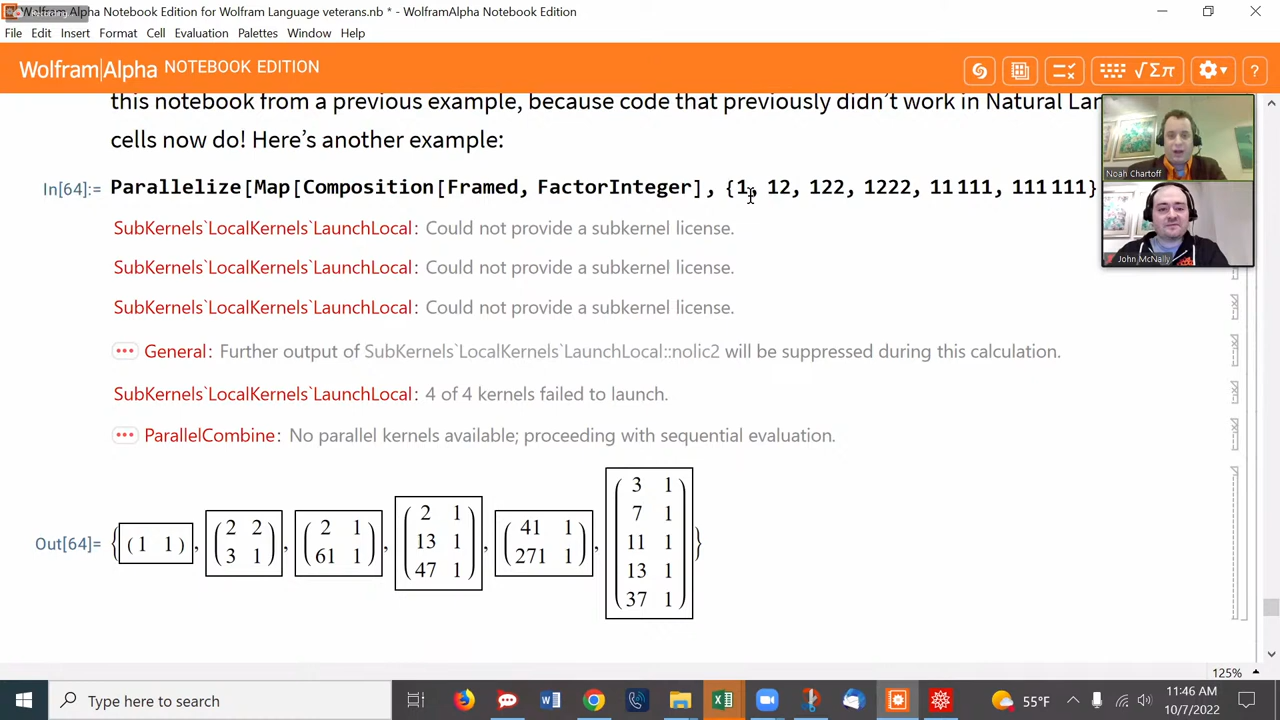 Wolfram Alpha Notebook Edition for Wolfram Language veterans.nb * - WolframAlpha Notebook Edition
File Edit Insert Format Cell Evaluation Palettes Window Help
Wolfram|Alpha NOTEBOOK EDITION
√Σπ ?
this notebook from a previous example, because code that previously didn't work in Natural Lan
cells now do! Here's another example:
In[64]:= Parallelize[Map[Composition[Framed, FactorInteger], {1, 12, 122, 1222, 11111, 111111}
SubKernels`LocalKernels`LaunchLocal: Could not provide a subkernel license.
SubKernels`LocalKernels`LaunchLocal: Could not provide a subkernel license.
SubKernels`LocalKernels`LaunchLocal: Could not provide a subkernel license.
General: Further output of SubKernels`LocalKernels`LaunchLocal::nolic2 will be suppressed during this calculation.
SubKernels`LocalKernels`LaunchLocal: 4 of 4 kernels failed to launch.
ParallelCombine: No parallel kernels available; proceeding with sequential evaluation.
Out[64]= {(1 1), (2 2
3 1), (2 1
61 1), (2 1
13 1
47 1), (41 1
271 1), (3 1
7 1
11 1
13 1
37 1)}
Noah Chartoff
John McNally
125%
Type here to search
55°F
11:46 AM
10/7/2022